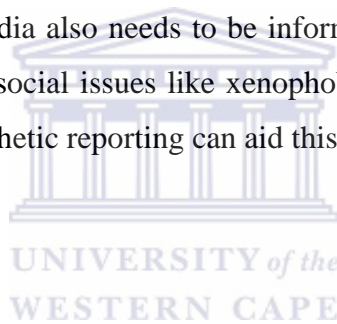 dia also needs to be inform
social issues like xenophob
hetic reporting can aid this
UNIVERSITY of the
WESTERN CAPE